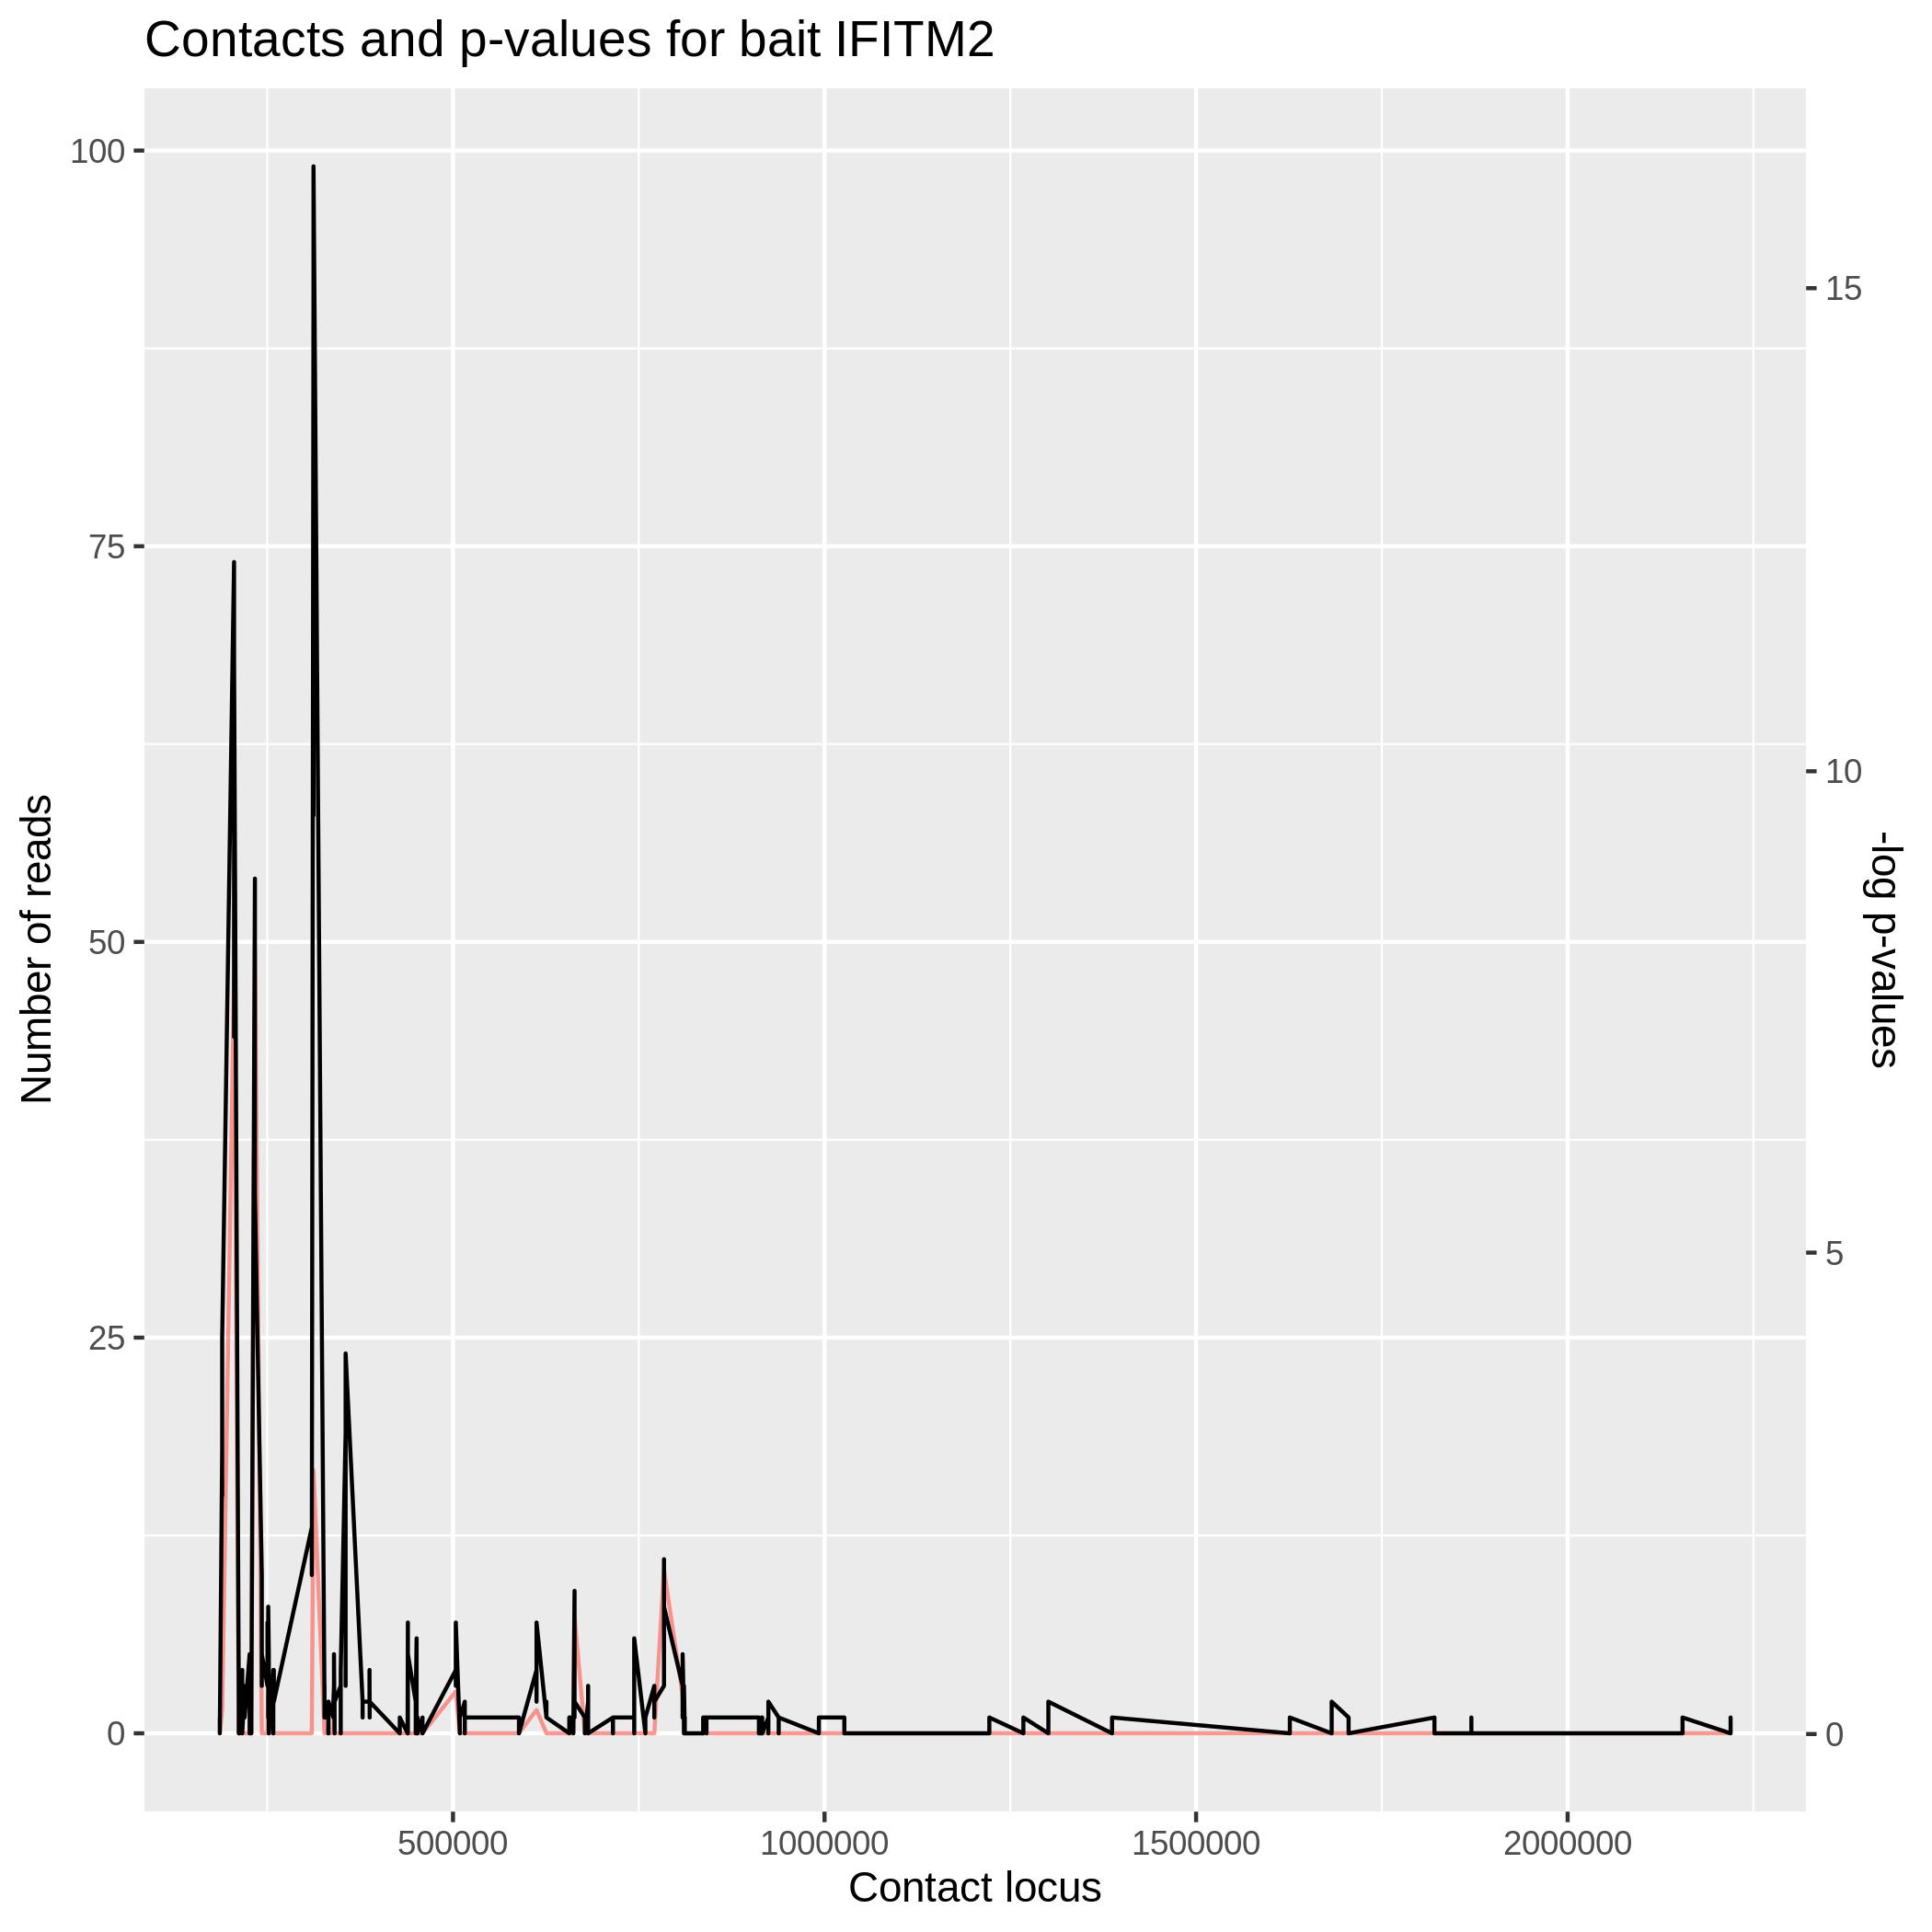 Contacts and p-values for bait IFITM2
100
75
50
25
0
Number of reads
15
10
5
0
-log p-values
500000 1000000 1500000 2000000
Contact locus